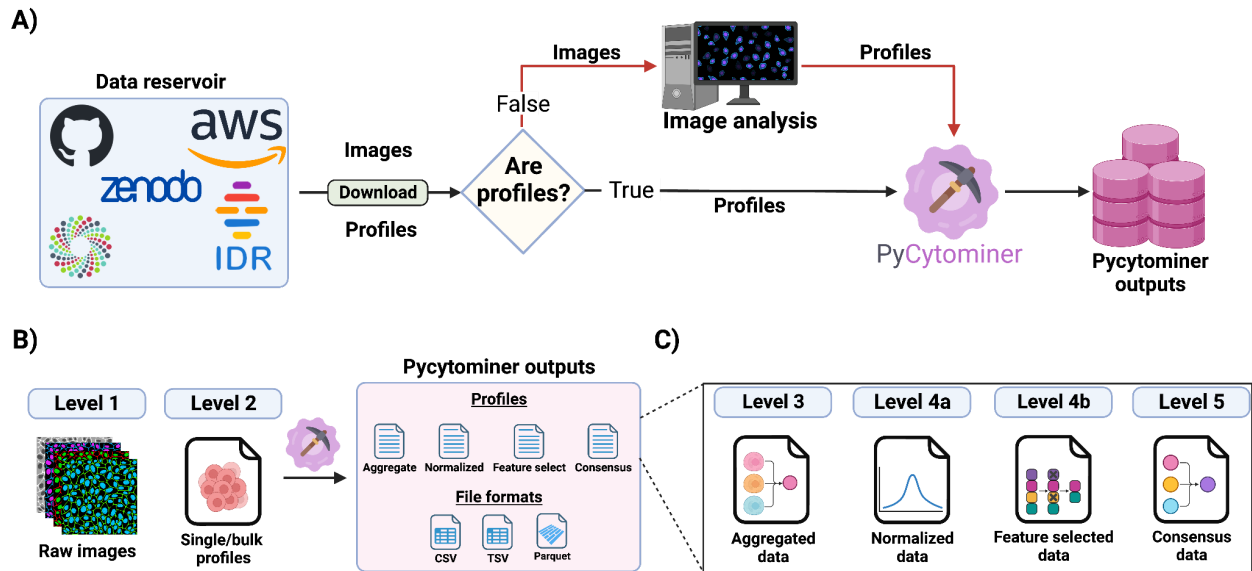 A)
Data reservoir
aws
zenodo
IDR
Images
Download
Profiles
Are
profiles?
False
Images
Image analysis
Profiles
True
Profiles
PyCytominer
Pycytominer
outputs
B)
Level 1
Raw images
Level 2
Single/bulk
profiles
Pycytominer outputs
Profiles
Aggregate
Normalized
Feature select
Consensus
File formats
CSV
TSV
Parquet
C)
Level 3
Level 4a
Level 4b
Level 5
Aggregated
data
Normalized
data
Feature selected
data
Consensus
data